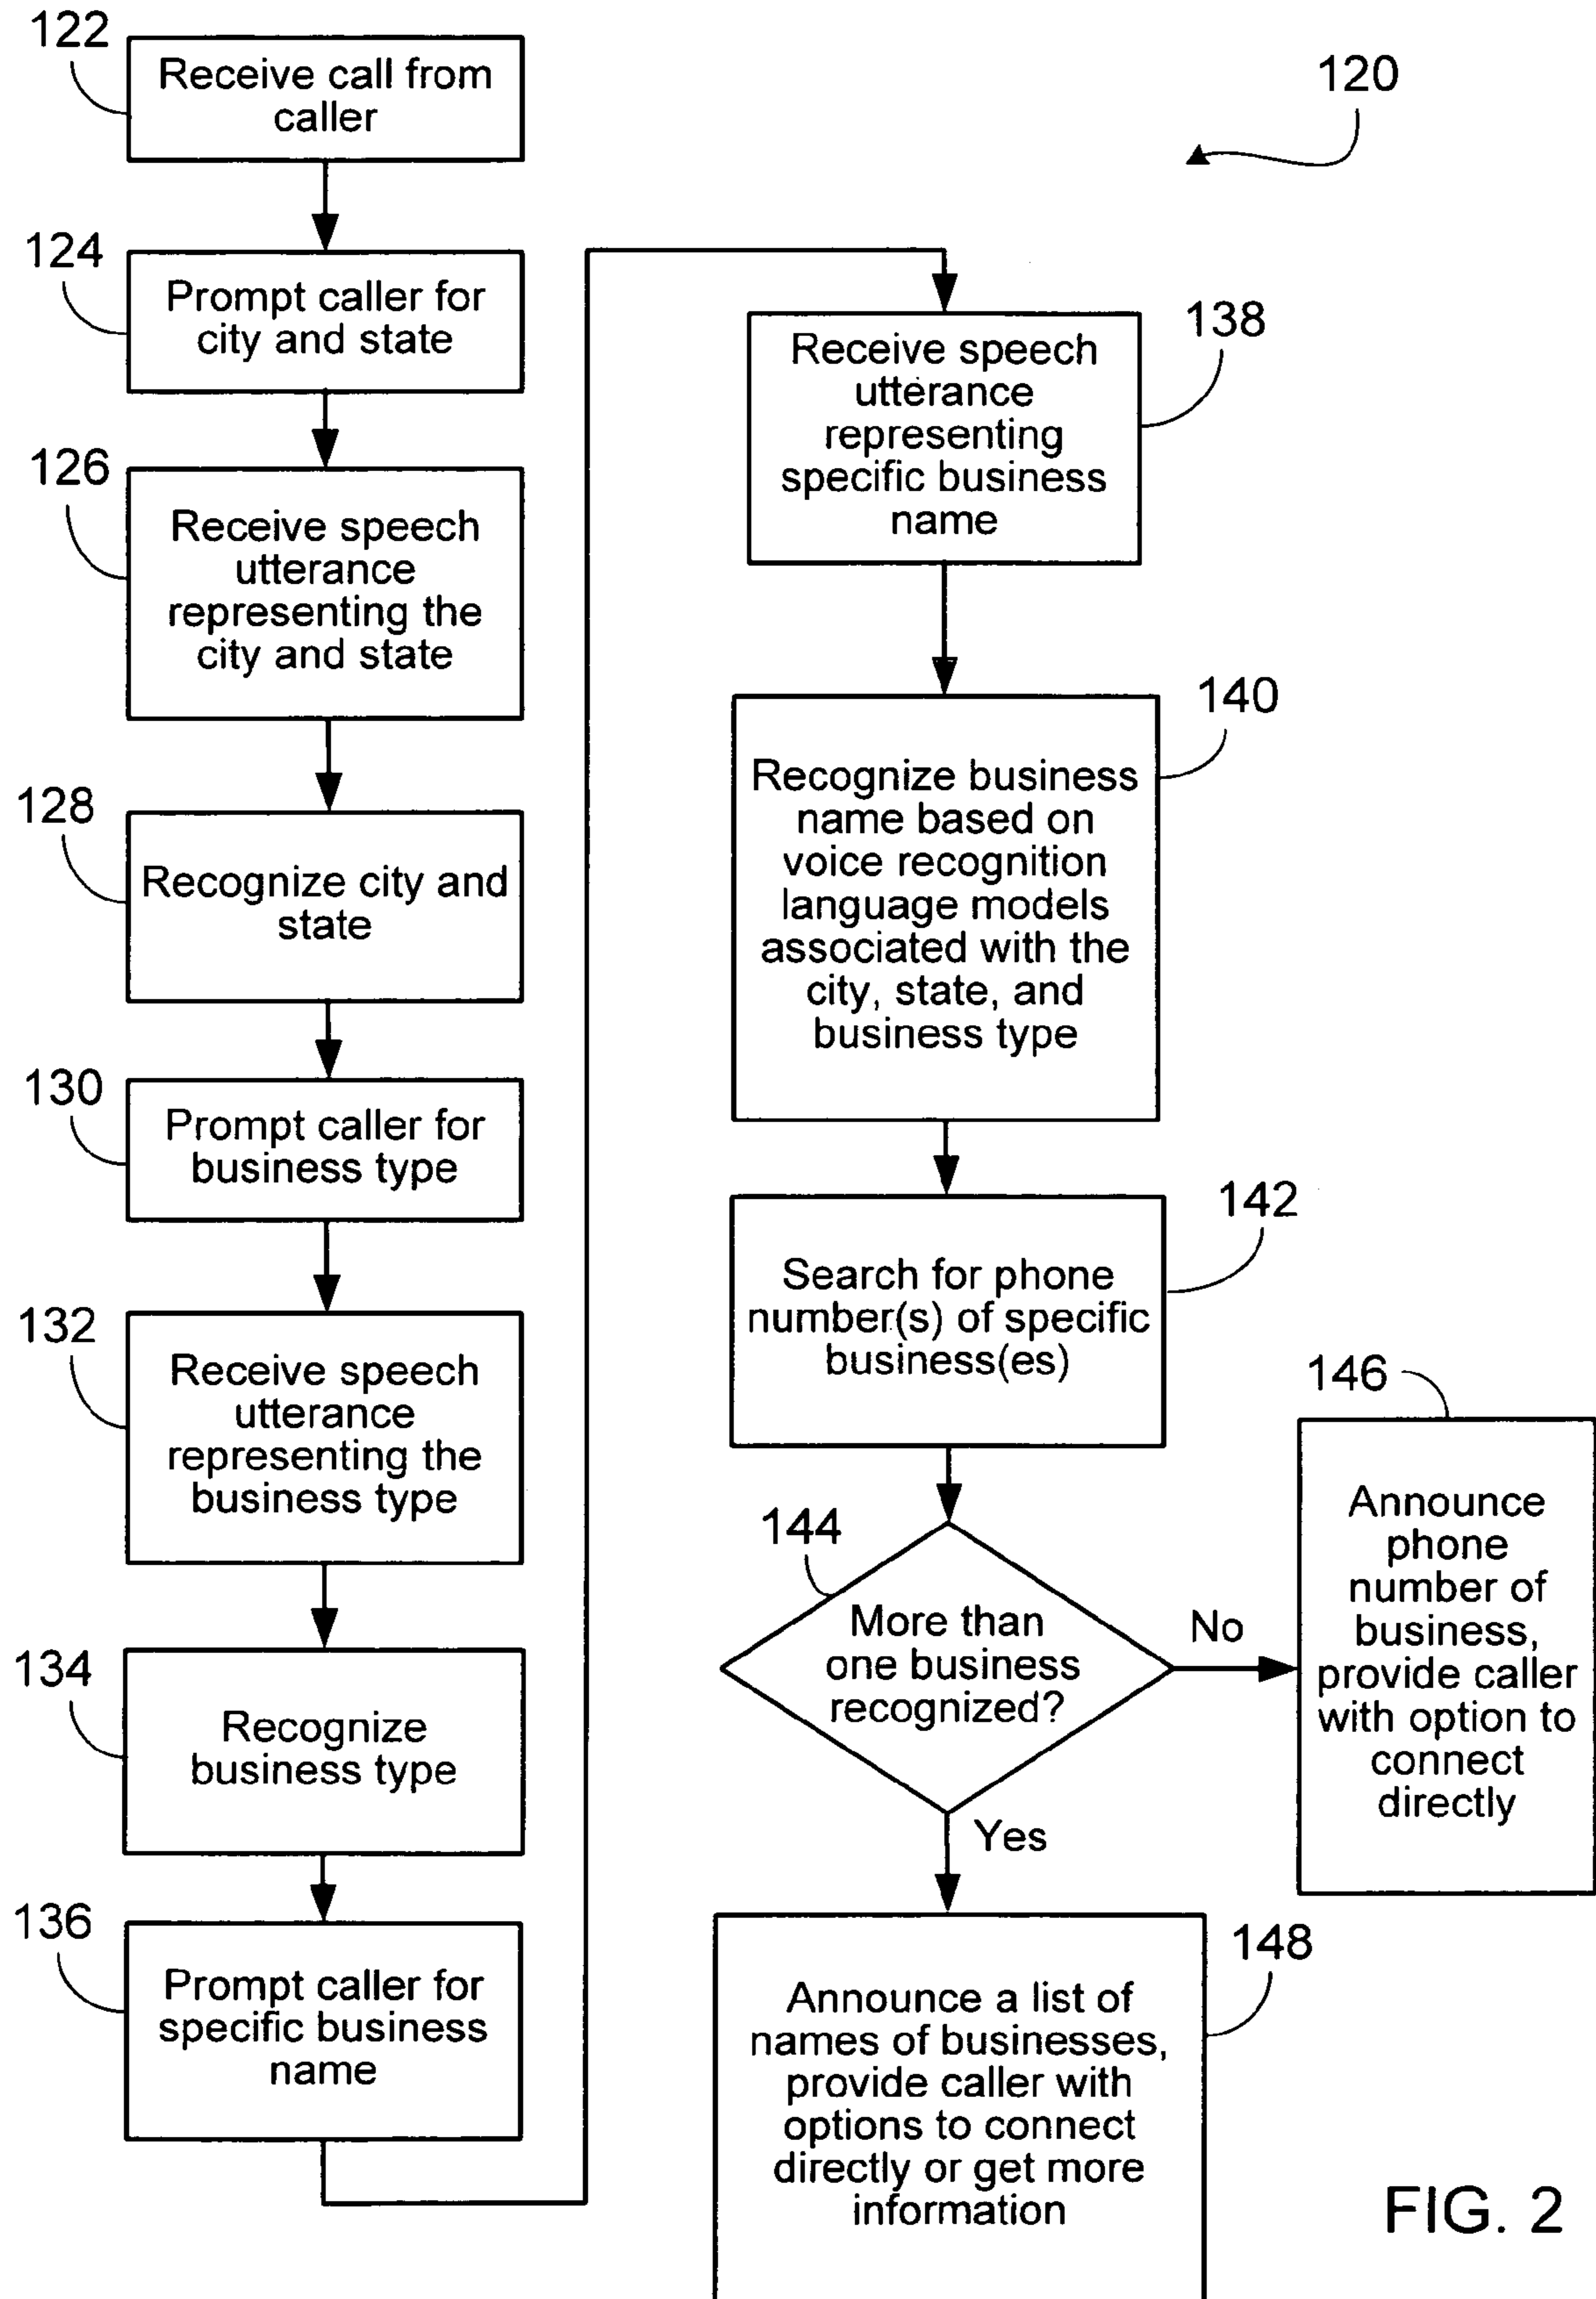 122
Receive call from
caller
120
124
Prompt caller for
city and state
126
Receive speech
utterance
representing the
city and state
128
Recognize city and
state
130
Prompt caller for
business type
132
Receive speech
utterance
representing the
business type
134
Recognize
business type
136
Prompt caller for
specific business
name
138
Receive speech
utterance
representing
specific business
name
140
Recognize business
name based on
voice recognition
language models
associated with the
city, state, and
business type
142
Search for phone
number(s) of specific
business(es)
144
More than
one business
recognized?
No
146
Announce
phone
number of
business,
provide caller
with option to
connect
directly
Yes
148
Announce a list of
names of businesses,
provide caller with
options to connect
directly or get more
information
FIG. 2